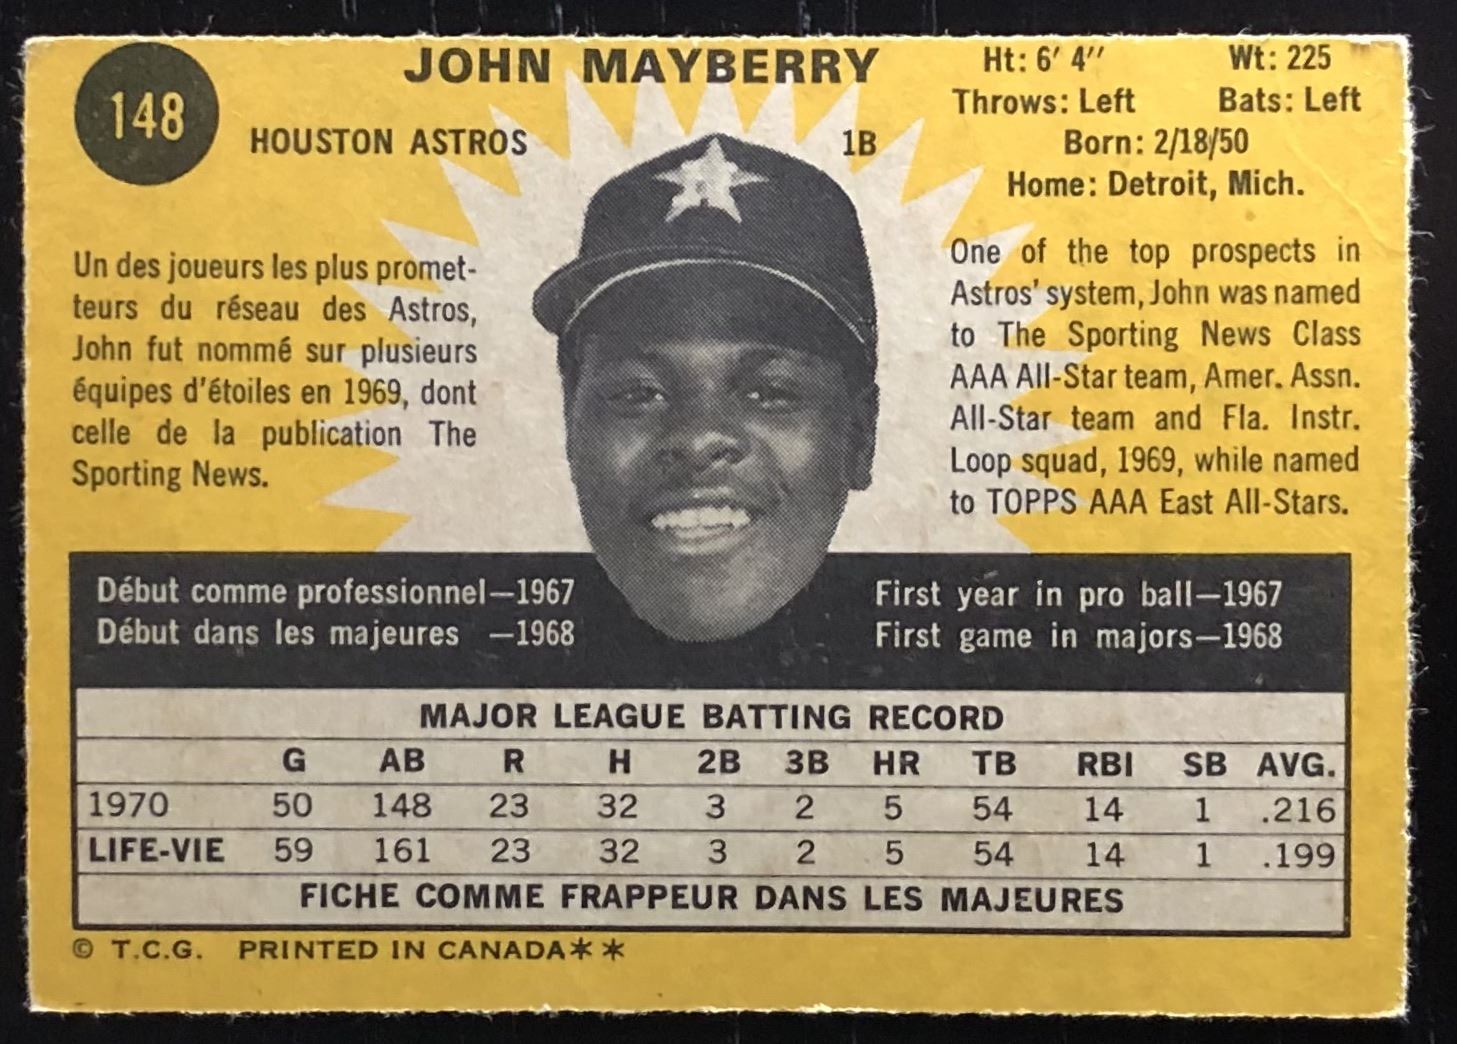 148
JOHN MAYBERRY
HOUSTON ASTROS 1B
Ht: 6' 4'' Wt: 225
Throws: Left Bats: Left
Born: 2/18/50
Home: Detroit, Mich.
Un des joueurs les plus promet-
teurs du réseau des Astros,
John fut nommé sur plusieurs
équipes d'étoiles en 1969, dont
celle de la publication The
Sporting News.
One of the top prospects in
Astros' system, John was named
to The Sporting News Class
AAA All-Star team, Amer. Assn.
All-Star team and Fla. Instr.
Loop squad, 1969, while named
to TOPPS AAA East All-Stars.
Début comme professionnel—1967
Début dans les majeures —1968
First year in pro ball—1967
First game in majors—1968
MAJOR LEAGUE BATTING RECORD
G AB R H 2B 3B HR TB RBI SB AVG.
1970 50 148 23 32 3 2 5 54 14 1 .216
LIFE-VIE 59 161 23 32 3 2 5 54 14 1 .199
FICHE COMME FRAPPEUR DANS LES MAJEURES
© T.C.G. PRINTED IN CANADA✶✶